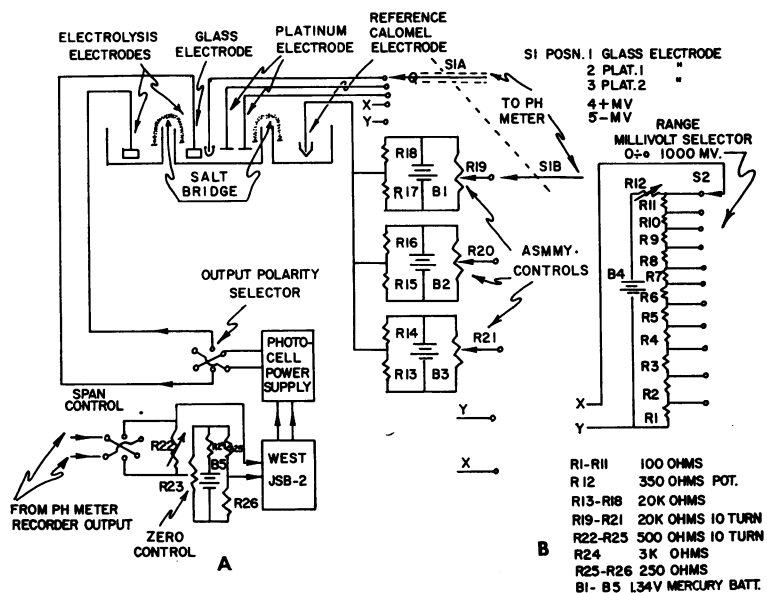 ELECTROLYSIS
ELECTRODES
GLASS
ELECTRODE
PLATINUM
ELECTRODE
REFERENCE
CALOMEL
ELECTRODE
S1A
X
Y
TO PH
METER
S1 POSN. 1 GLASS ELECTRODE
2 PLAT.1 "
3 PLAT.2 "
4+MV
5-MV
RANGE
MILLIVOLT SELECTOR
0÷∘ 1000 MV.
SALT
BRIDGE
R18
R17
B1
R19
S1B
R16
R15
B2
R20
ASMMY.
CONTROLS
R14
R13
B3
R21
R12
S2
R11
R10
R9
R8
B4
R7
R6
R5
R4
R3
R2
R1
X
Y
OUTPUT POLARITY
SELECTOR
PHOTO-
CELL
POWER
SUPPLY
SPAN
CONTROL
R22
R23
B5
R26
WEST
JSB-2
FROM PH METER
RECORDER OUTPUT
ZERO
CONTROL
A
Y
X
B
R1-R11 100 OHMS
R12 350 OHMS POT.
R13-R18 20K OHMS
R19-R21 20K OHMS 10 TURN
R22-R23 500 OHMS 10 TURN
R24 3K OHMS
R25-R26 250 OHMS
B1-B5 1.34V MERCURY BATT.